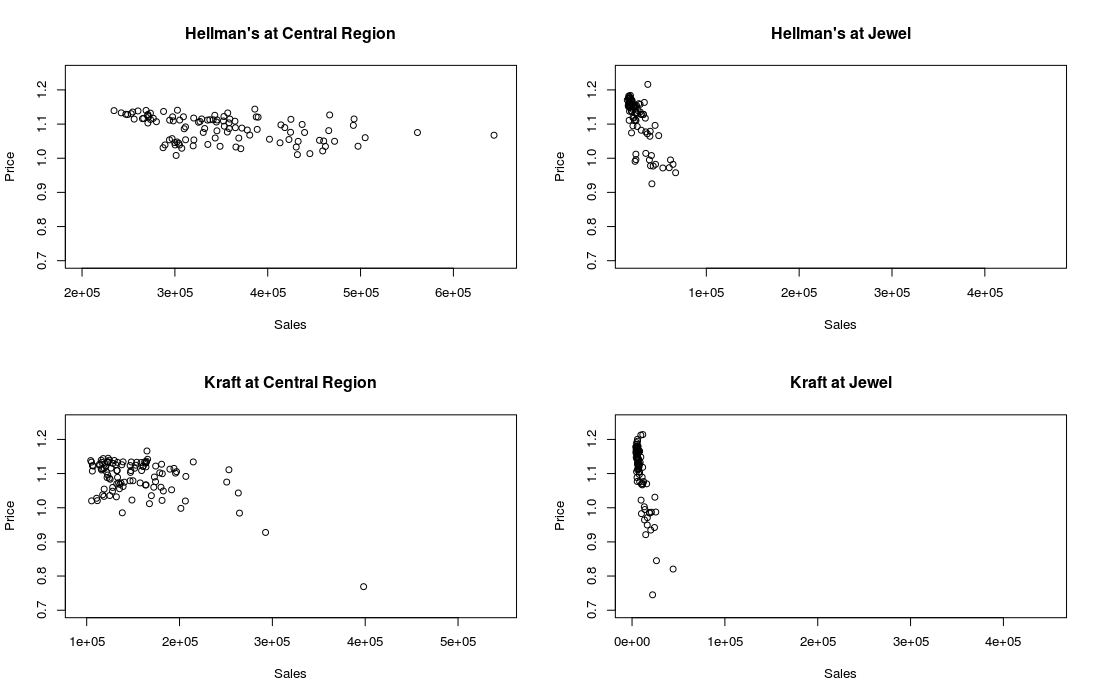 Hellman's at Central Region
Price
0.7 0.8 0.9 1.0 1.1 1.2
2e+05 3e+05 4e+05 5e+05 6e+05
Sales
Hellman's at Jewel
Price
0.7 0.8 0.9 1.0 1.1 1.2
1e+05 2e+05 3e+05 4e+05
Sales
Kraft at Central Region
Price
0.7 0.8 0.9 1.0 1.1 1.2
1e+05 2e+05 3e+05 4e+05 5e+05
Sales
Kraft at Jewel
Price
0.7 0.8 0.9 1.0 1.1 1.2
0e+00 1e+05 2e+05 3e+05 4e+05
Sales